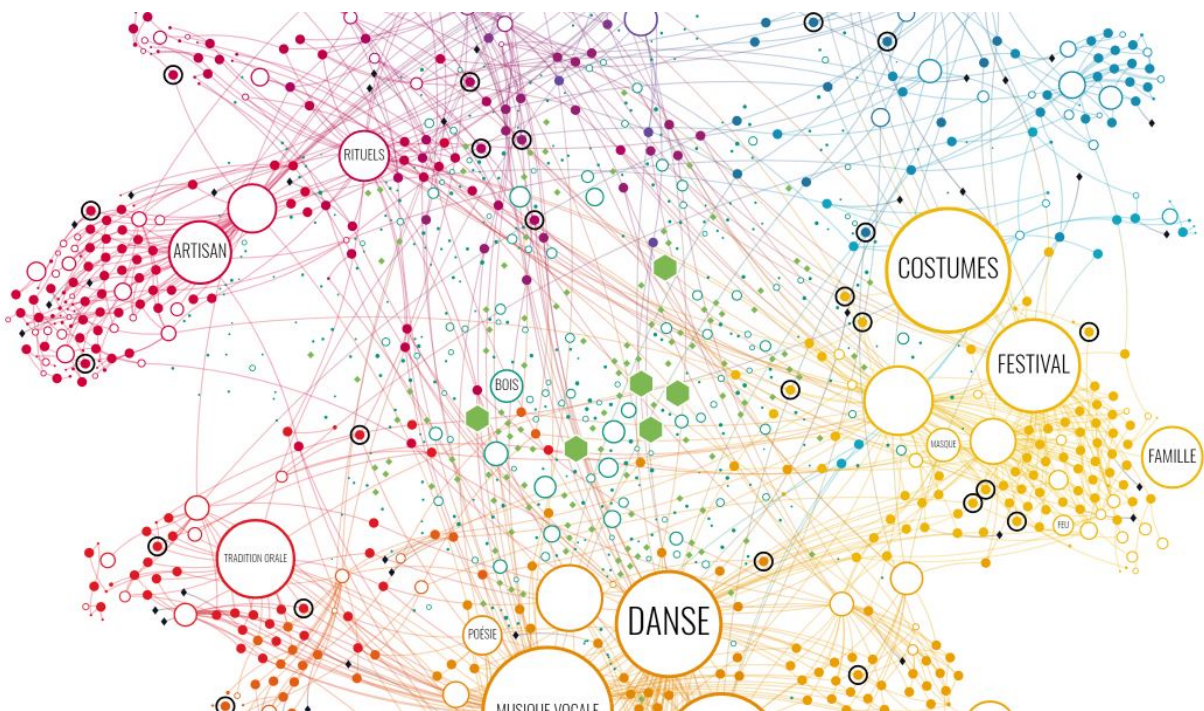 RITUELS
ARTISAN
COSTUMES
FESTIVAL
BOIS
MASQUE
FAMILLE
FEU
TRADITION ORALE
DANSE
POÉSIE
MUSIQUE VOCALE